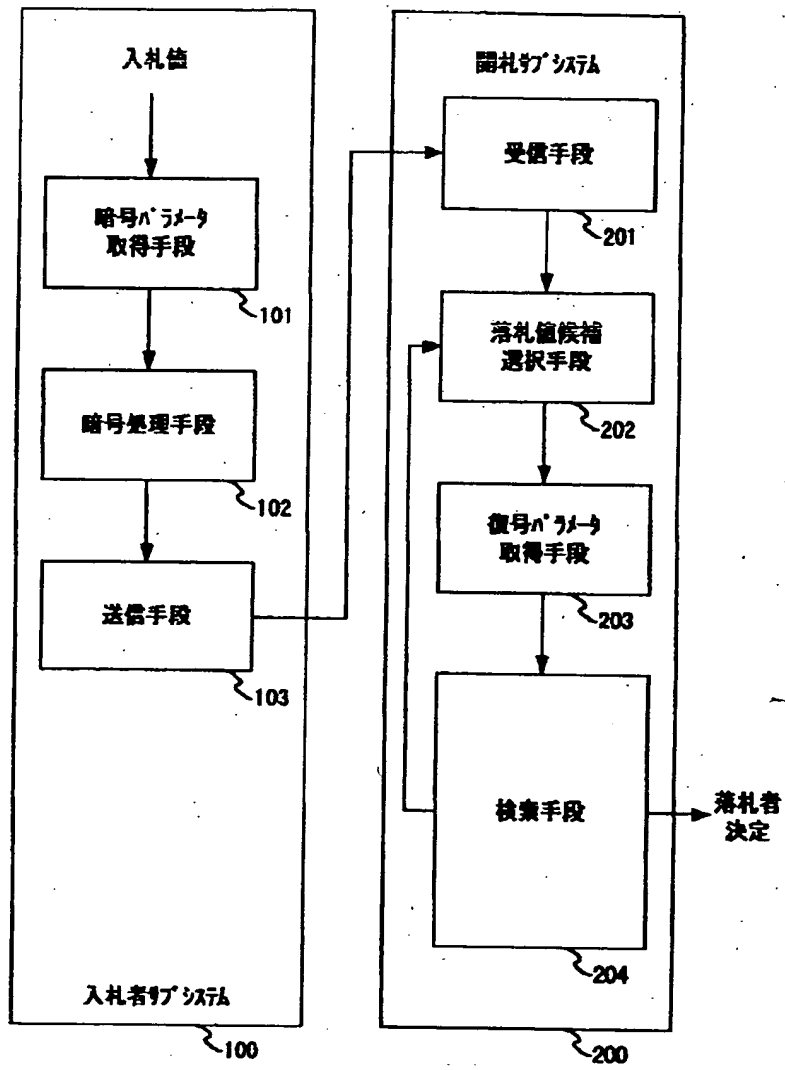 入札値
暗号パラメータ
取得手段
101
暗号処理手段
102
送信手段
103
入札者サブシステム
100
開札サブシステム
受信手段
201
落札値候補
選択手段
202
復号パラメータ
取得手段
203
検索手段
204
落札者
決定
200